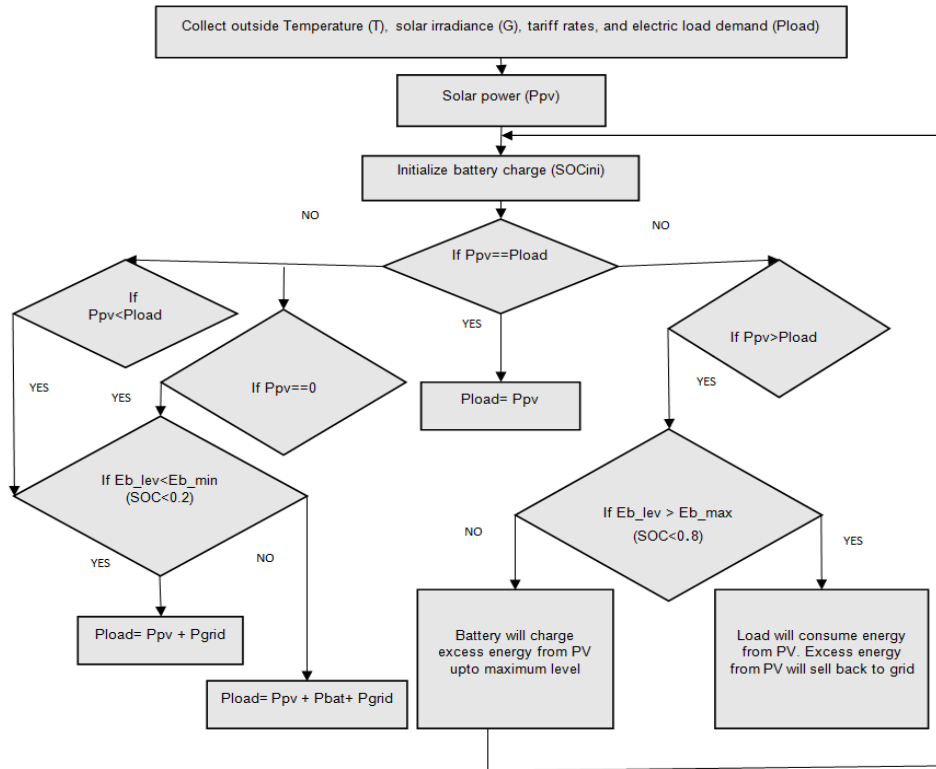 Collect outside Temperature (T), solar irradiance (G), tariff rates, and electric load demand (Pload)
Solar power (Ppv)
Initialize battery charge (SOCini)
NO
NO
If Ppv==Pload
If
Ppv<Pload
If Ppv>Pload
YES
YES
YES
YES
If Ppv==0
Pload= Ppv
If Eb_lev<Eb_min
(SOC<0.2)
If Eb_lev > Eb_max
(SOC<0.8)
YES
NO
NO
YES
Pload= Ppv + Pgrid
Battery will charge
excess energy from PV
upto maximum level
Load will consume energy
from PV. Excess energy
from PV will sell back to grid
Pload= Ppv + Pbat+ Pgrid